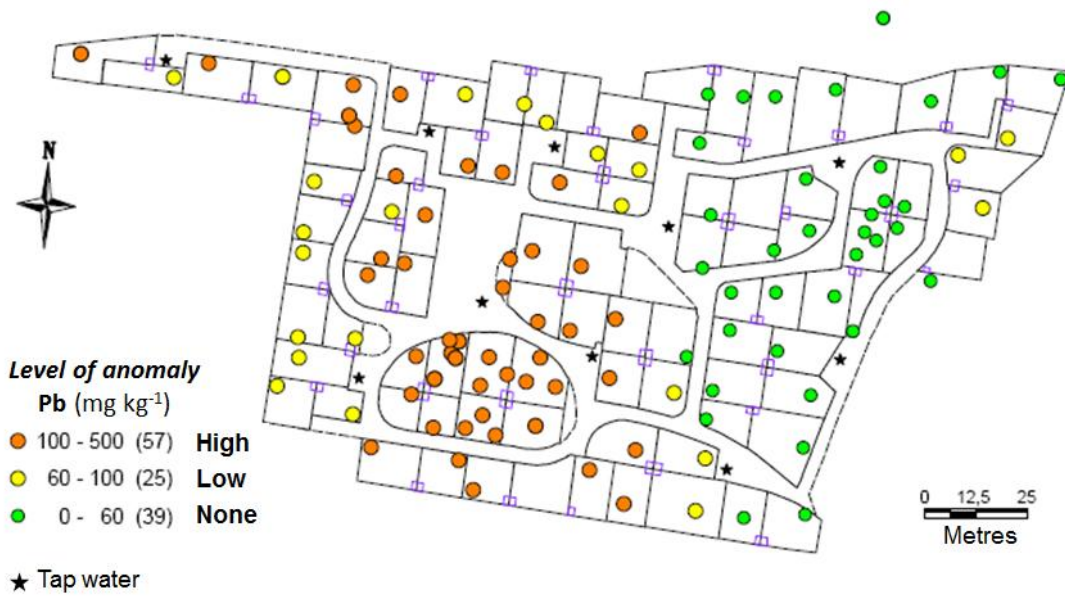 N
Level of anomaly
Pb (mg kg-1)
100 - 500 (57) High
60 - 100 (25) Low
0 - 60 (39) None
Tap water
0 12,5 25
Metres